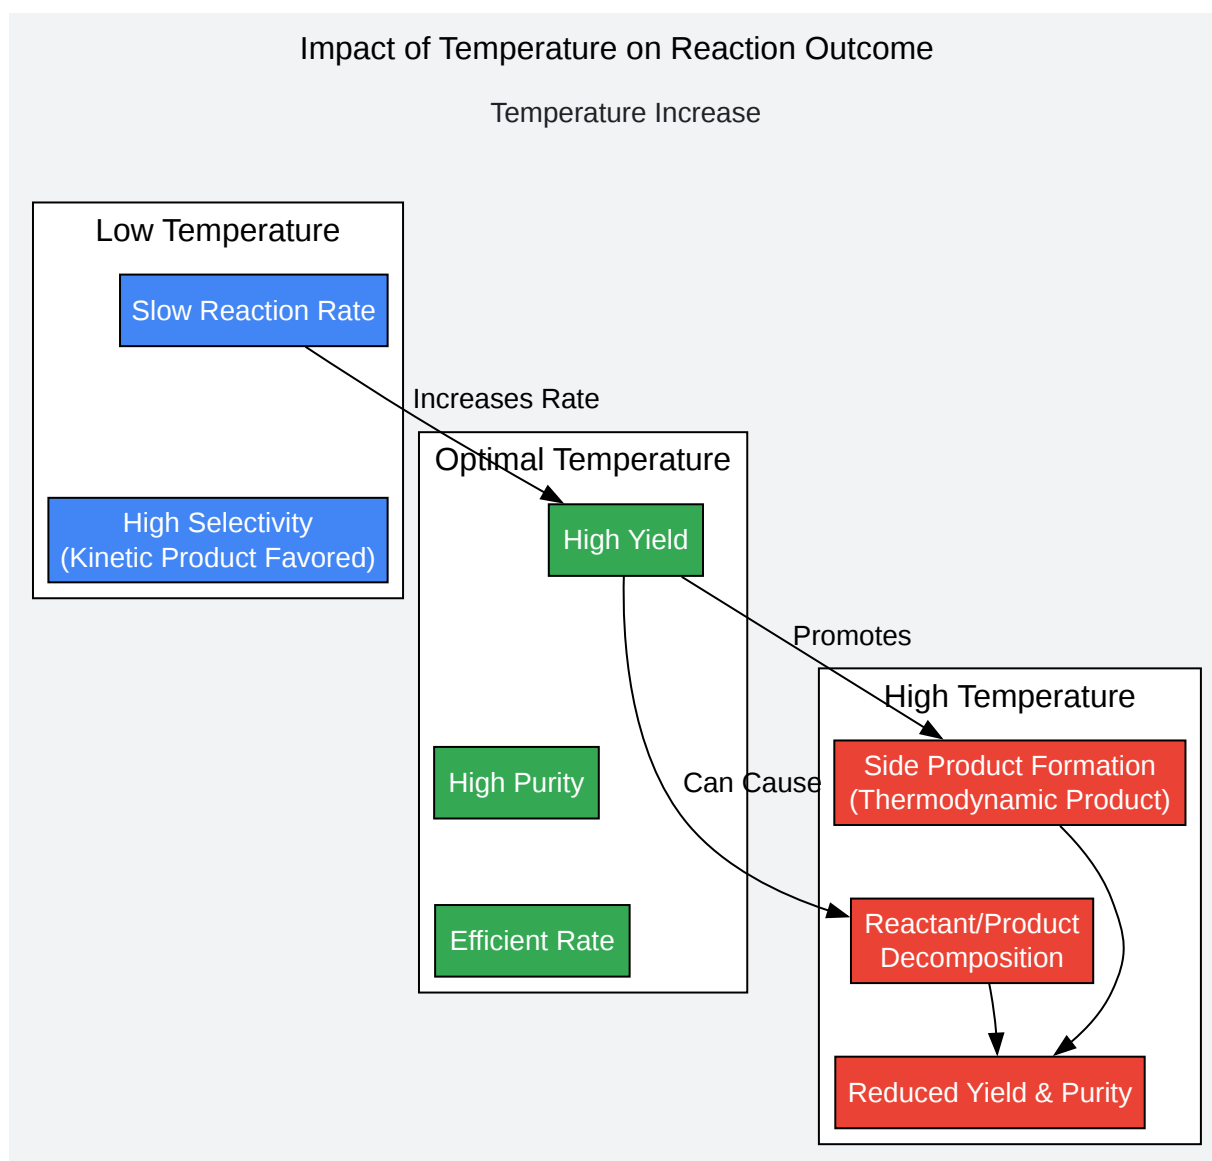 Impact of Temperature on Reaction Outcome
Temperature Increase
Low Temperature
Slow Reaction Rate
Increases Rate
High Selectivity
(Kinetic Product Favored)
Optimal Temperature
High Yield
Promotes
High Purity
Can Cause
Efficient Rate
High Temperature
Side Product Formation
(Thermodynamic Product)
Reactant/Product
Decomposition
Reduced Yield & Purity